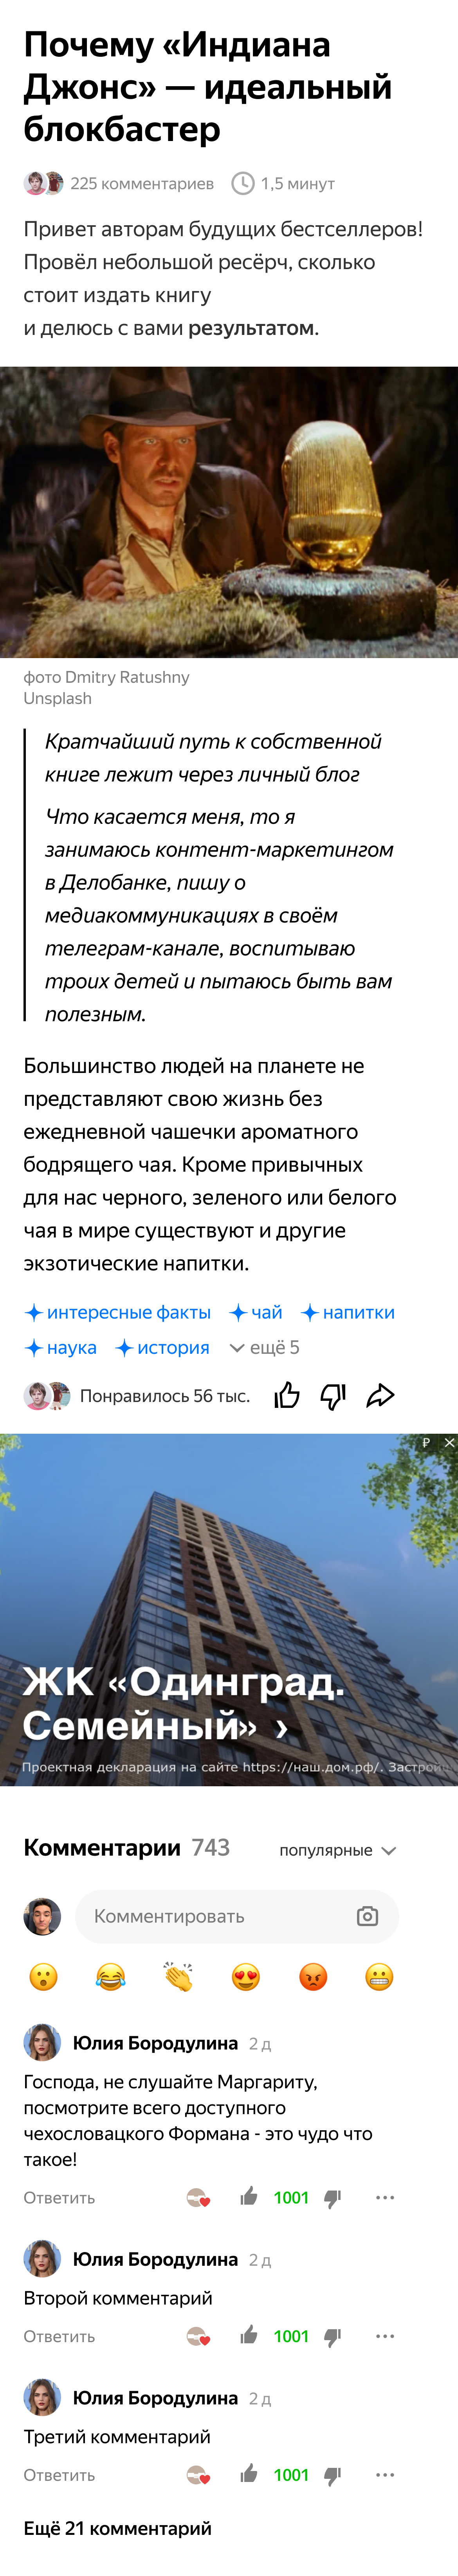 Почему «Индиана
Джонс» — идеальный
блокбастер
225 комментариев 1,5 минут
Привет авторам будущих бестселлеров!
Провёл небольшой ресёрч, сколько
стоит издать книгу
и делюсь с вами результатом.
фото Dmitry Ratushny
Unsplash
Кратчайший путь к собственной
книге лежит через личный блог
Что касается меня, то я
занимаюсь контент-маркетингом
в Делобанке, пишу о
медиакоммуникациях в своём
телеграм-канале, воспитываю
троих детей и пытаюсь быть вам
полезным.
Большинство людей на планете не
представляют свою жизнь без
ежедневной чашечки ароматного
бодрящего чая. Кроме привычных
для нас черного, зеленого или белого
чая в мире существуют и другие
экзотические напитки.
интересные факты чай напитки
наука история ещё 5
Понравилось 56 тыс.
₽
ЖК «Одинград.
Семейный» ›
Проектная декларация на сайте https://наш.дом.рф/.
Комментарии 743 популярные
Комментировать
Юлия Бородулина 2 д
Господа, не слушайте Маргариту,
посмотрите всего доступного
чехословацкого Формана - это чудо что
такое!
Ответить 1001
Юлия Бородулина 2 д
Второй комментарий
Ответить 1001
Юлия Бородулина 2 д
Третий комментарий
Ответить 1001
Ещё 21 комментарий